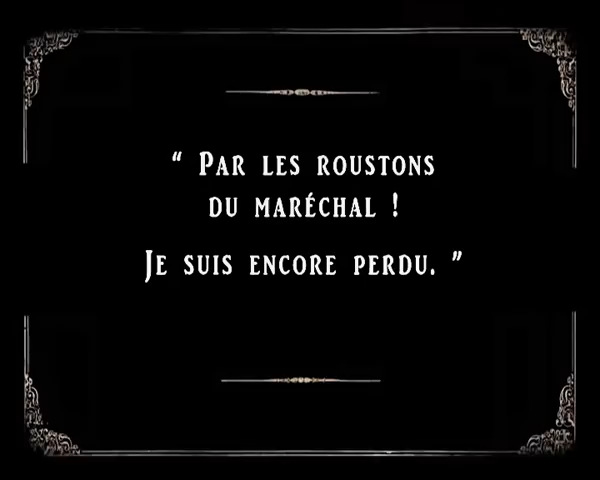 “ Par les roustons
du maréchal !
Je suis encore perdu. ”